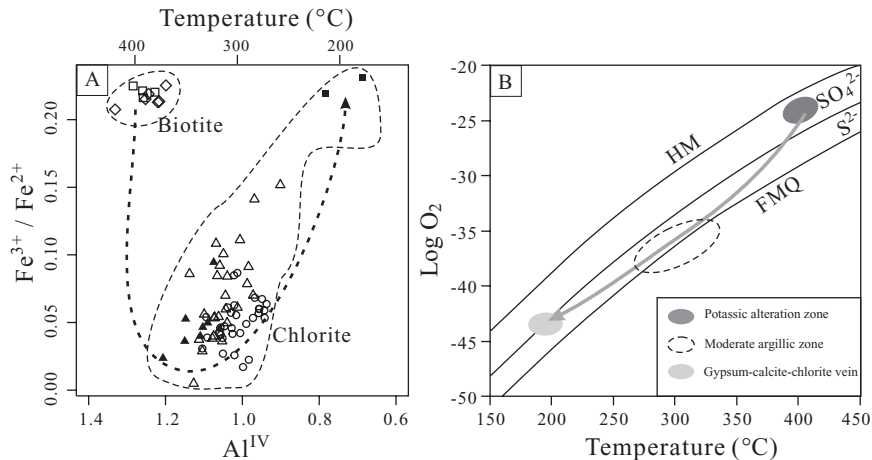 Temperature (°C)
400 300 200
A
0.20
0.15
0.10
0.05
0.00
Fe³⁺ / Fe²⁺
Biotite
Chlorite
1.4 1.2 1.0 0.8 0.6
Al^IV
B
-20
-25
-30
-35
-40
-45
-50
Log O₂
HM
SO₄²⁻
S²⁻
FMQ
Potassic alteration zone
Moderate argillic zone
Gypsum-calcite-chlorite vein
150 200 250 300 350 400 450
Temperature (°C)